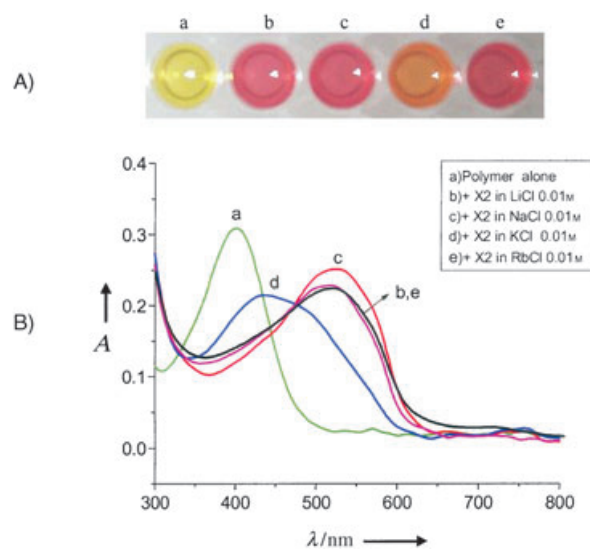 a b c d e
A)
0.4
a)Polymer alone
b)+ X2 in LiCl 0.01M
c)+ X2 in NaCl 0.01M
d)+ X2 in KCl 0.01M
e)+ X2 in RbCl 0.01M
a
0.3
c
d
b,e
B)
A
0.2
0.1
0.0
300 400 500 600 700 800
λ/nm